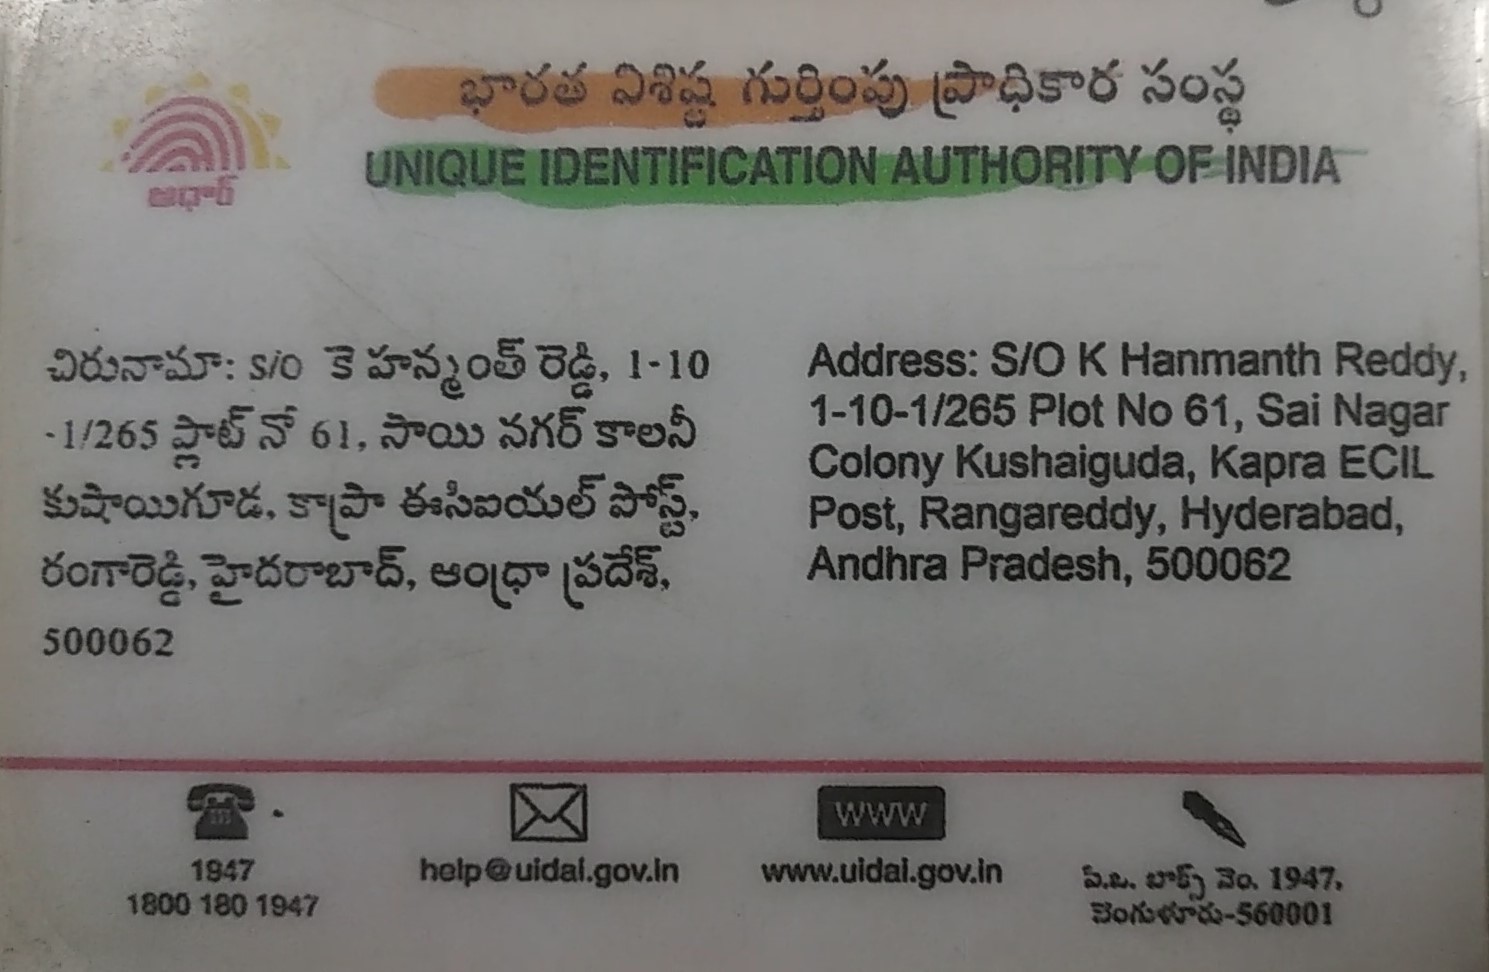 భారత విశిష్ట గుర్తింపు ప్రాధికార సంస్థ
UNIQUE IDENTIFICATION AUTHORITY OF INDIA
ఆధార్
చిరునామా: S/O కె హన్మంత్ రెడ్డి, 1-10
-1/265 ప్లాట్ నో 61, సాయి నగర్ కాలనీ
కుషాయిగూడ, కాప్రా ఈసిఐయల్ పోస్ట్,
రంగారెడ్డి, హైదరాబాద్, ఆంధ్రా ప్రదేశ్,
500062
Address: S/O K Hanmanth Reddy,
1-10-1/265 Plot No 61, Sai Nagar
Colony Kushaiguda, Kapra ECIL
Post, Rangareddy, Hyderabad,
Andhra Pradesh, 500062
1947
1800 180 1947
help@uidai.gov.in
WWW
www.uidai.gov.in
పి.ఒ. బాక్స్ నెం. 1947,
బెంగుళూరు-560001